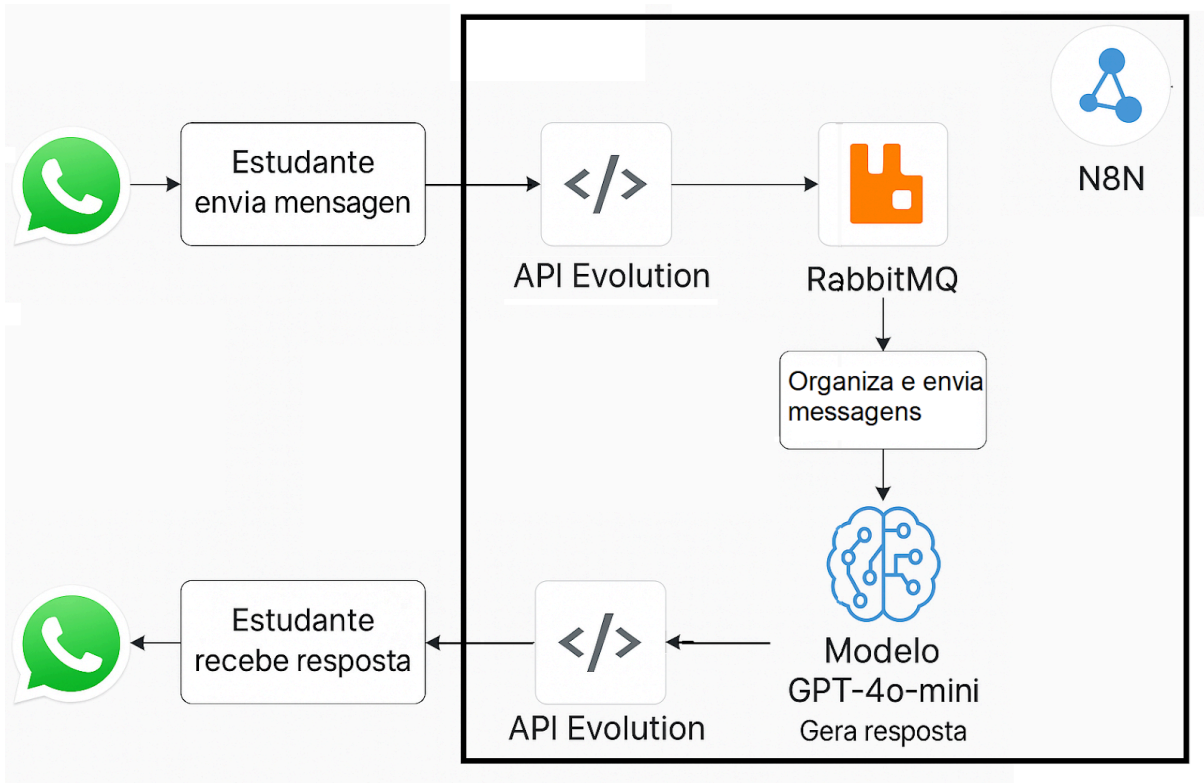 Estudante
envia mensagen
API Evolution
RabbitMQ
N8N
Organiza e envia
messagens
Estudante
recebe resposta
API Evolution
Modelo
GPT-4o-mini
Gera resposta